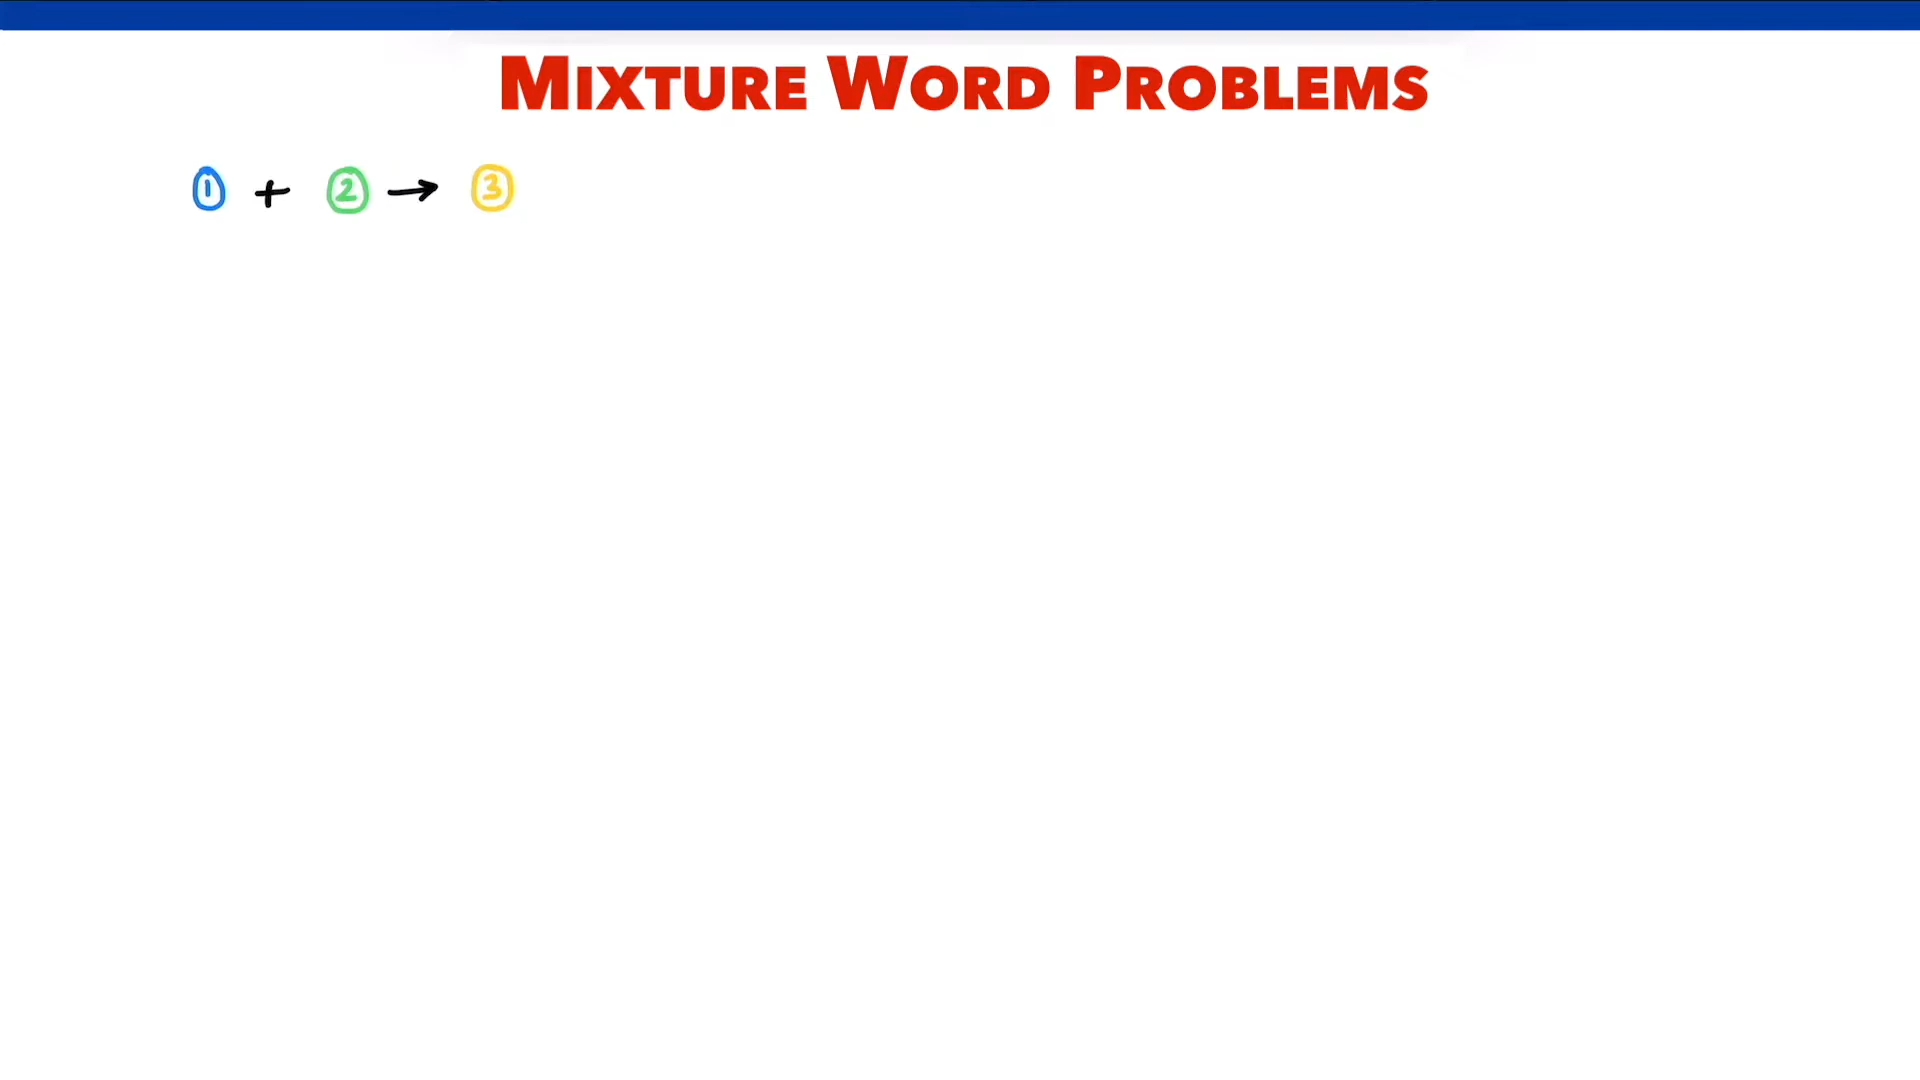 MIXTURE WORD PROBLEMS
① + ② → ③